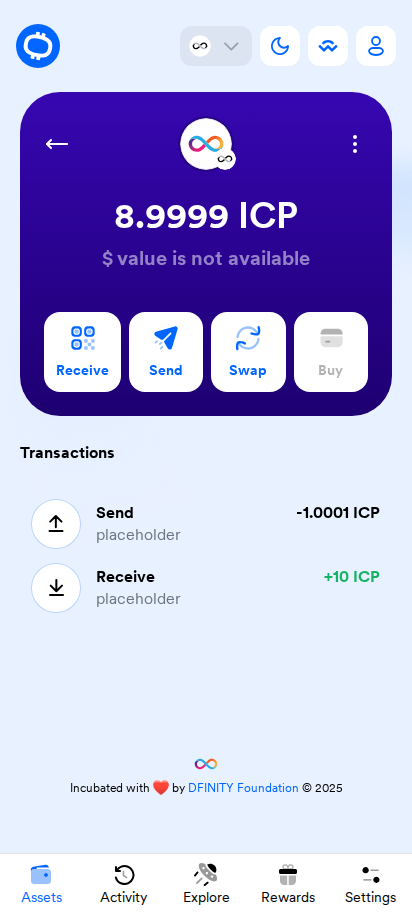 8.9999 ICP
$ value is not available
Receive
Send
Swap
Buy
Transactions
Send
-1.0001 ICP
placeholder
Receive
+10 ICP
placeholder
Incubated with ❤️ by DFINITY Foundation © 2025
Assets
Activity
Explore
Rewards
Settings